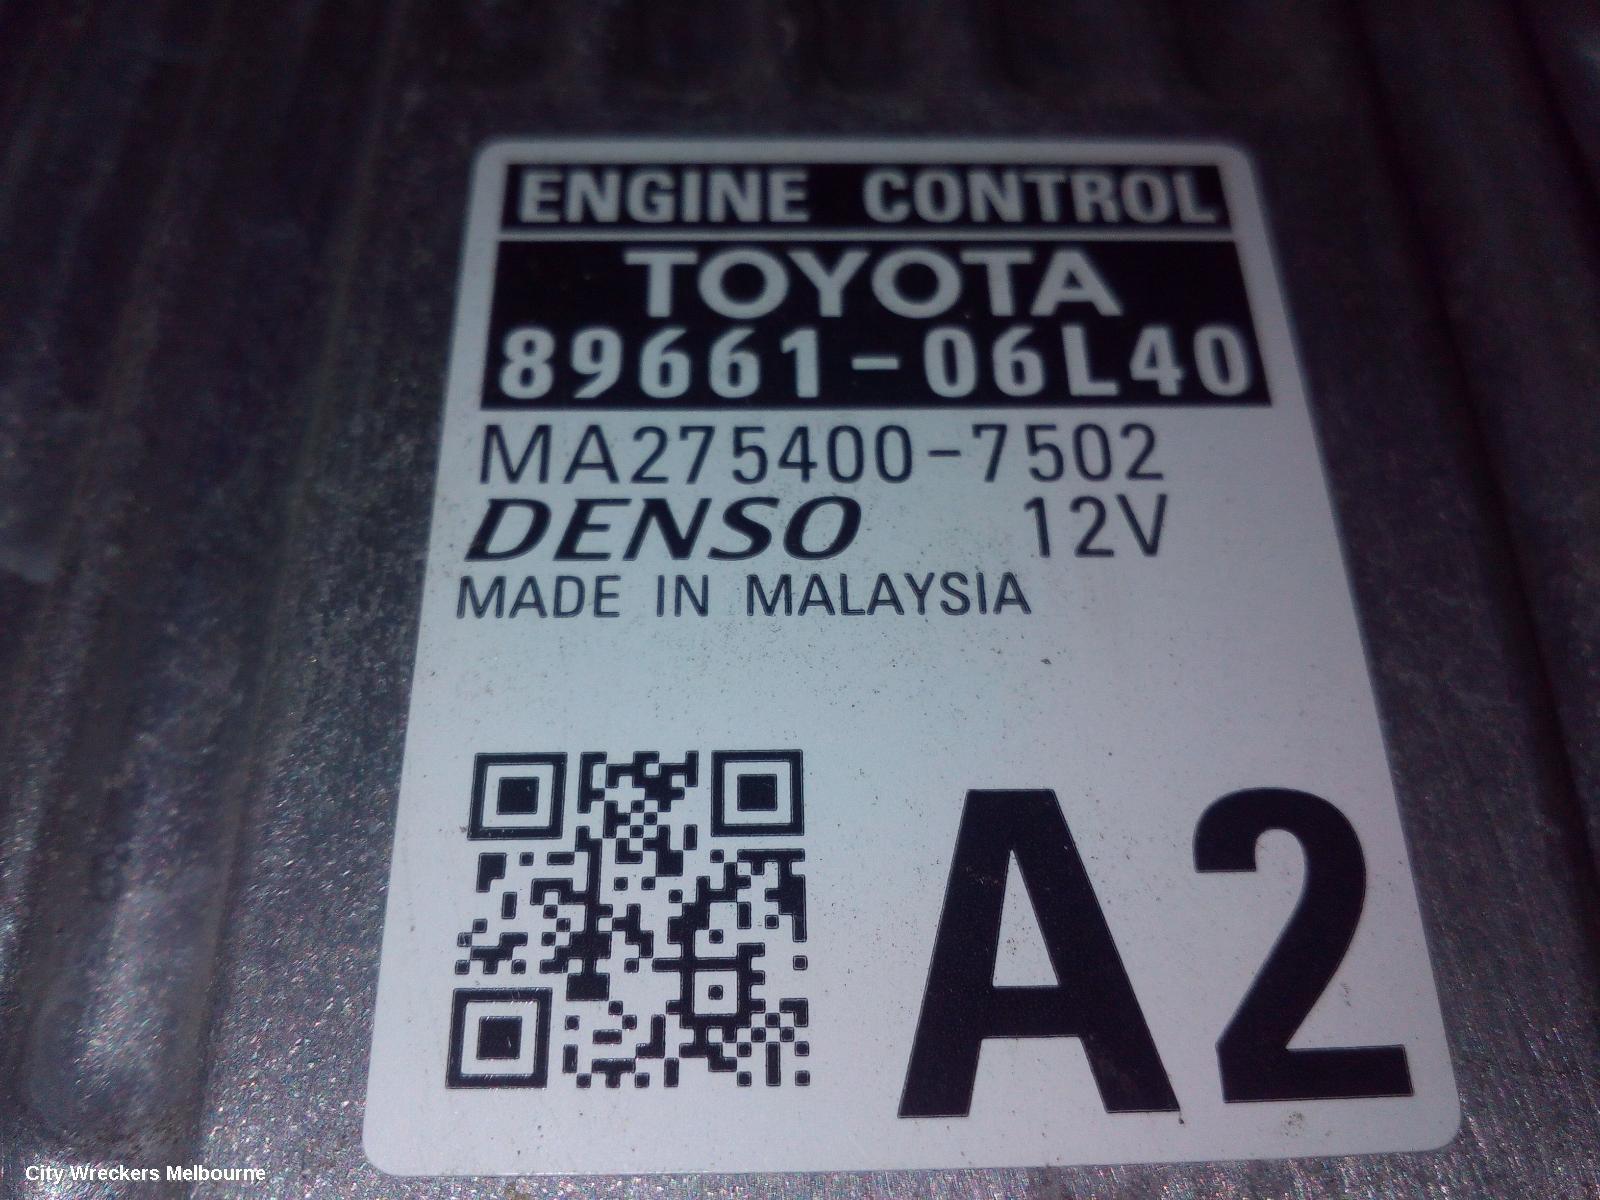 ENGINE CONTROL
TOYOTA
89661-06L40
MA275400-7502
DENSO 12V
MADE IN MALAYSIA
A2
City Wreckers Melbourne